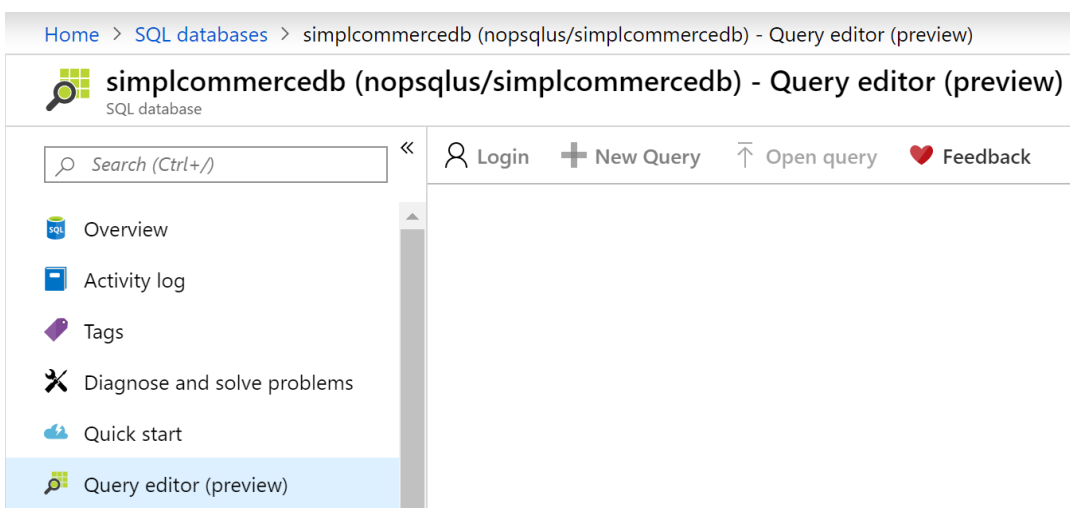 Home > SQL databases > simplcommercedb (nopsqlus/simplcommercedb) - Query editor (preview)
simplcommercedb (nopsqlus/simplcommercedb) - Query editor (preview)
SQL database
Search (Ctrl+/)
«
Login
New Query
Open query
Feedback
SQL
Overview
Activity log
Tags
Diagnose and solve problems
Quick start
Query editor (preview)